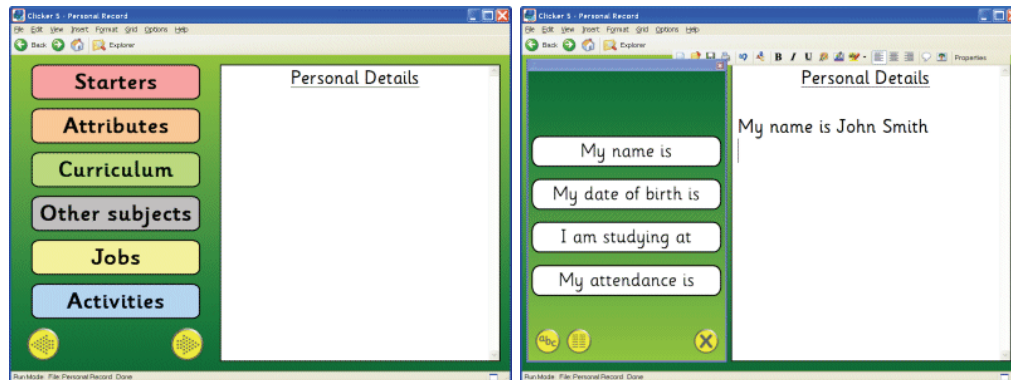 Clicker 5 - Personal Record
File Edit View Insert Format Grid Options Help
Back Explorer
Starters
Attributes
Curriculum
Other subjects
Jobs
Activities
Personal Details
Run Mode File: Personal Record Done
Clicker 5 - Personal Record
File Edit View Insert Format Grid Options Help
Back Explorer
B I U Properties
My name is
My date of birth is
I am studying at
My attendance is
abc
Personal Details
My name is John Smith
Run Mode File: Personal Record Done